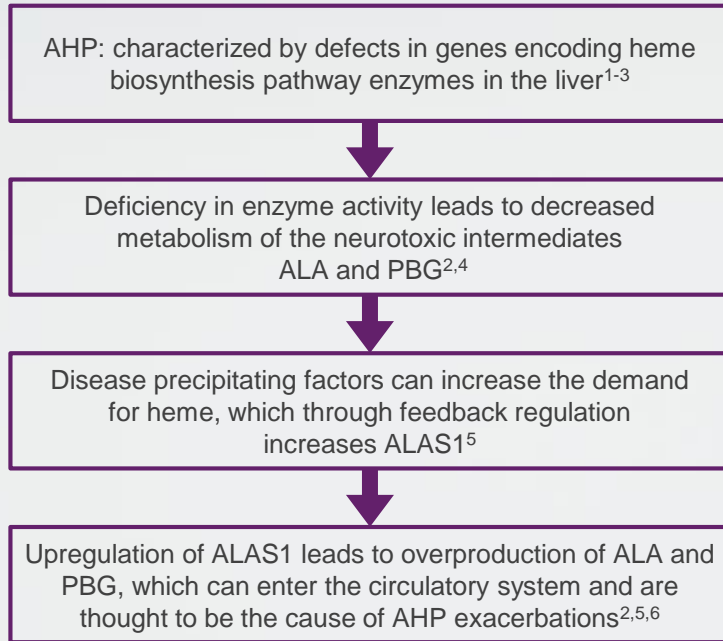 AHP: characterized by defects in genes encoding heme
biosynthesis pathway enzymes in the liver1-3
Deficiency in enzyme activity leads to decreased
metabolism of the neurotoxic intermediates
ALA and PBG2,4
Disease precipitating factors can increase the demand
for heme, which through feedback regulation
increases ALAS15
Upregulation of ALAS1 leads to overproduction of ALA and
PBG, which can enter the circulatory system and are
thought to be the cause of AHP exacerbations2,5,6